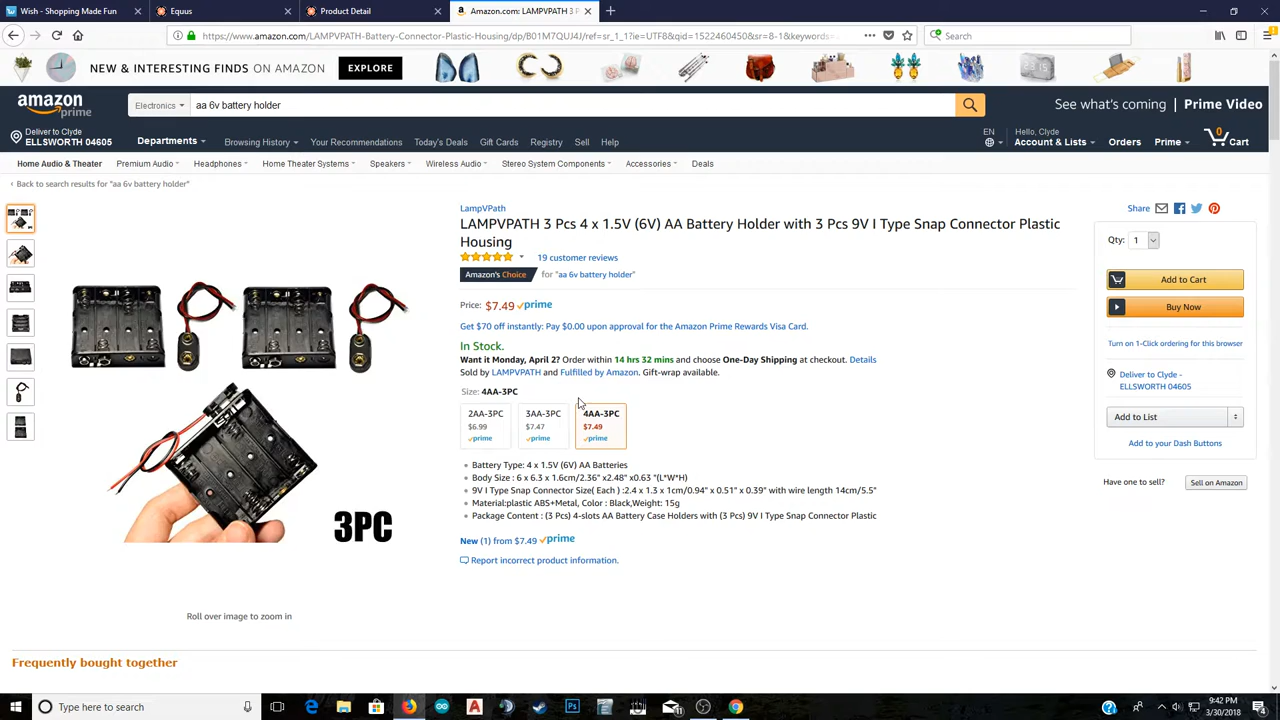 Wish - Shopping Made Fun
Equus
Product Detail
Amazon.com: LAMPVPATH 3 P
https://www.amazon.com/LAMPVPATH-Battery-Connector-Plastic-Housing/dp/B01M7QLJ4J/ref=sr_1_1?ie=UTF8&qid=1522460450&sr=8-1&keywords=
Search
NEW & INTERESTING FINDS ON AMAZON
EXPLORE
amazon prime
Electronics
aa 6v battery holder
See what's coming | Prime Video
Deliver to Clyde
ELLSWORTH 04605
Departments
Browsing History
Your Recommendations
Today's Deals
Gift Cards
Registry
Sell
Help
EN
Hello, Clyde
Account & Lists
Orders
Prime
0
Cart
Home Audio & Theater
Premium Audio
Headphones
Home Theater Systems
Speakers
Wireless Audio
Stereo System Components
Accessories
Deals
‹ Back to search results for "aa 6v battery holder"
LampVPath
LAMPVPATH 3 Pcs 4 x 1.5V (6V) AA Battery Holder with 3 Pcs 9V I Type Snap Connector Plastic
Housing
19 customer reviews
Amazon's Choice for "aa 6v battery holder"
Price: $7.49 prime
Get $70 off instantly: Pay $0.00 upon approval for the Amazon Prime Rewards Visa Card.
In Stock.
Want it Monday, April 2? Order within 14 hrs 32 mins and choose One-Day Shipping at checkout. Details
Sold by LAMPVPATH and Fulfilled by Amazon. Gift-wrap available.
Size: 4AA-3PC
2AA-3PC
$6.99
prime
3AA-3PC
$7.47
prime
4AA-3PC
$7.49
prime
Battery Type: 4 x 1.5V (6V) AA Batteries
Body Size : 6 x 6.3 x 1.6cm/2.36" x2.48" x0.63 "(L*W*H)
9V I Type Snap Connector Size( Each ) :2.4 x 1.3 x 1cm/0.94" x 0.51" x 0.39" with wire length 14cm/5.5"
Material:plastic ABS+Metal, Color : Black,Weight: 15g
Package Content : (3 Pcs) 4-slots AA Battery Case Holders with (3 Pcs) 9V I Type Snap Connector Plastic
New (1) from $7.49 prime
Report incorrect product information.
3PC
Roll over image to zoom in
Share
Qty: 1
Add to Cart
Buy Now
Turn on 1-Click ordering for this browser
Deliver to Clyde -
ELLSWORTH 04605
Add to List
Add to your Dash Buttons
Have one to sell?
Sell on Amazon
Frequently bought together
Type here to search
9:42 PM
3/30/2018